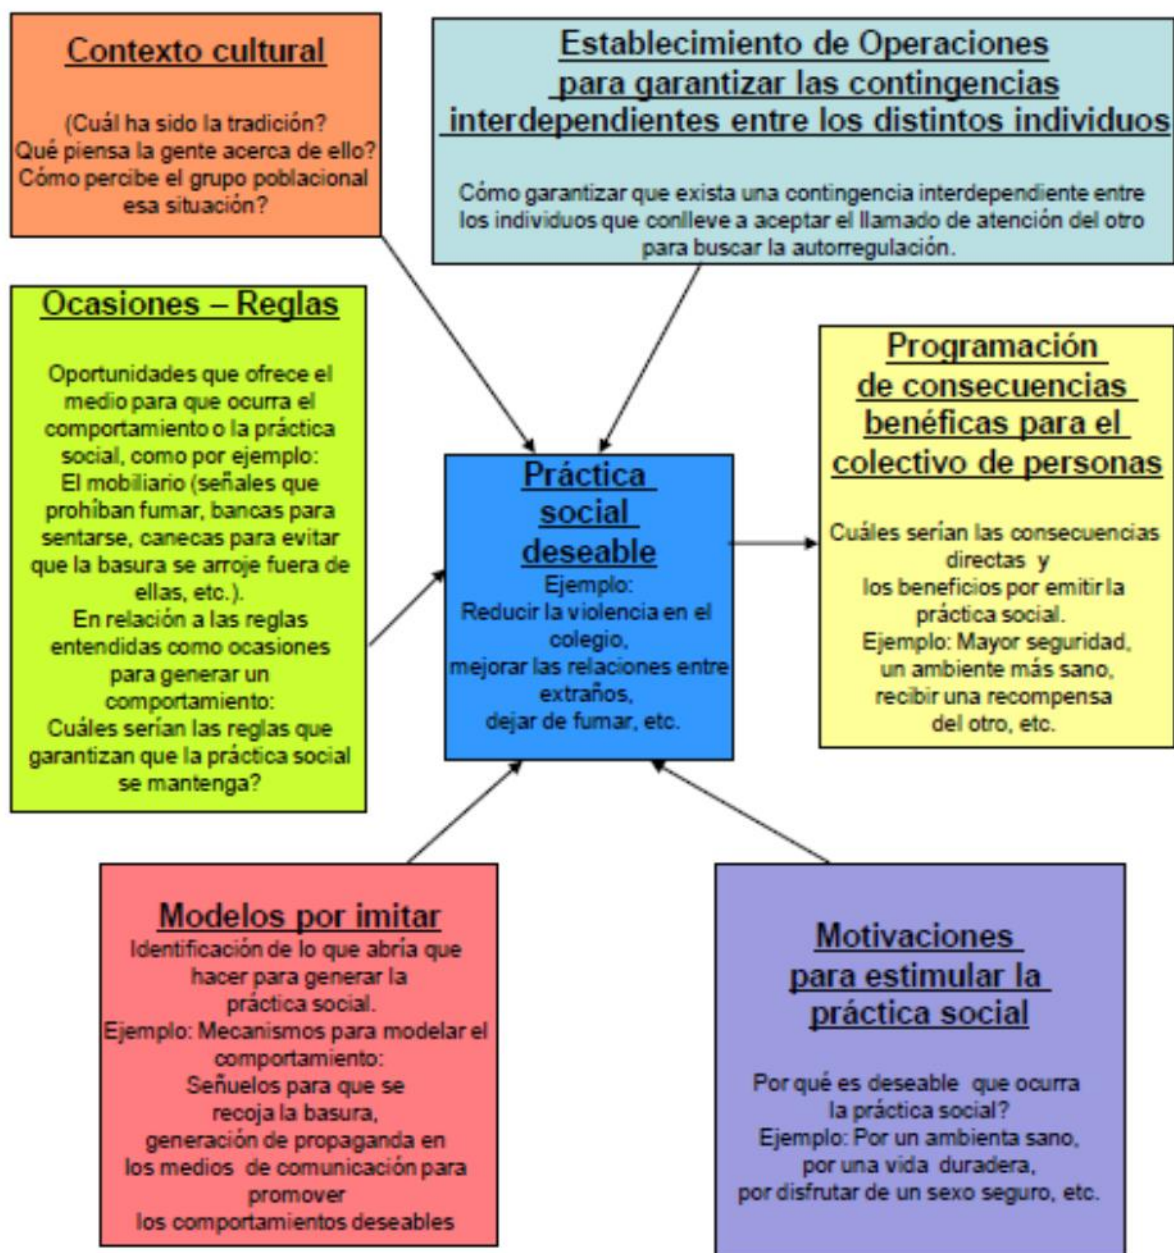 Contexto cultural
(Cuál ha sido la tradición?
Qué piensa la gente acerca de ello?
Cómo percibe el grupo poblacional
esa situación?
Establecimiento de Operaciones
para garantizar las contingencias
interdependientes entre los distintos individuos
Cómo garantizar que exista una contingencia interdependiente entre
los individuos que conlleve a aceptar el llamado de atención del otro
para buscar la autorregulación.
Ocasiones – Reglas
Oportunidades que ofrece el
medio para que ocurra el
comportamiento o la práctica
social, como por ejemplo:
El mobiliario (señales que
prohíban fumar, bancas para
sentarse, canecas para evitar
que la basura se arroje fuera de
ellas, etc.).
En relación a las reglas
entendidas como ocasiones
para generar un
comportamiento:
Cuáles serían las reglas que
garantizan que la práctica social
se mantenga?
Práctica
social
deseable
Ejemplo:
Reducir la violencia en el
colegio,
mejorar las relaciones entre
extraños,
dejar de fumar, etc.
Programación
de consecuencias
benéficas para el
colectivo de personas
Cuáles serían las consecuencias
directas y
los beneficios por emitir la
práctica social.
Ejemplo: Mayor seguridad,
un ambiente más sano,
recibir una recompensa
del otro, etc.
Modelos por imitar
Identificación de lo que abría que
hacer para generar la
práctica social.
Ejemplo: Mecanismos para modelar el
comportamiento:
Señuelos para que se
recoja la basura,
generación de propaganda en
los medios de comunicación para
promover
los comportamientos deseables
Motivaciones
para estimular la
práctica social
Por qué es deseable que ocurra
la práctica social?
Ejemplo: Por un ambienta sano,
por una vida duradera,
por disfrutar de un sexo seguro, etc.